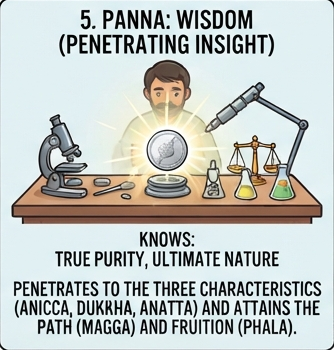 5. PANNA: WISDOM
(PENETRATING INSIGHT)
KNOWS:
TRUE PURITY, ULTIMATE NATURE
PENETRATES TO THE THREE CHARACTERISTICS
(ANICCA, DUKKHA, ANATTA) AND ATTAINS THE
PATH (MAGGA) AND FRUITION (PHALA).